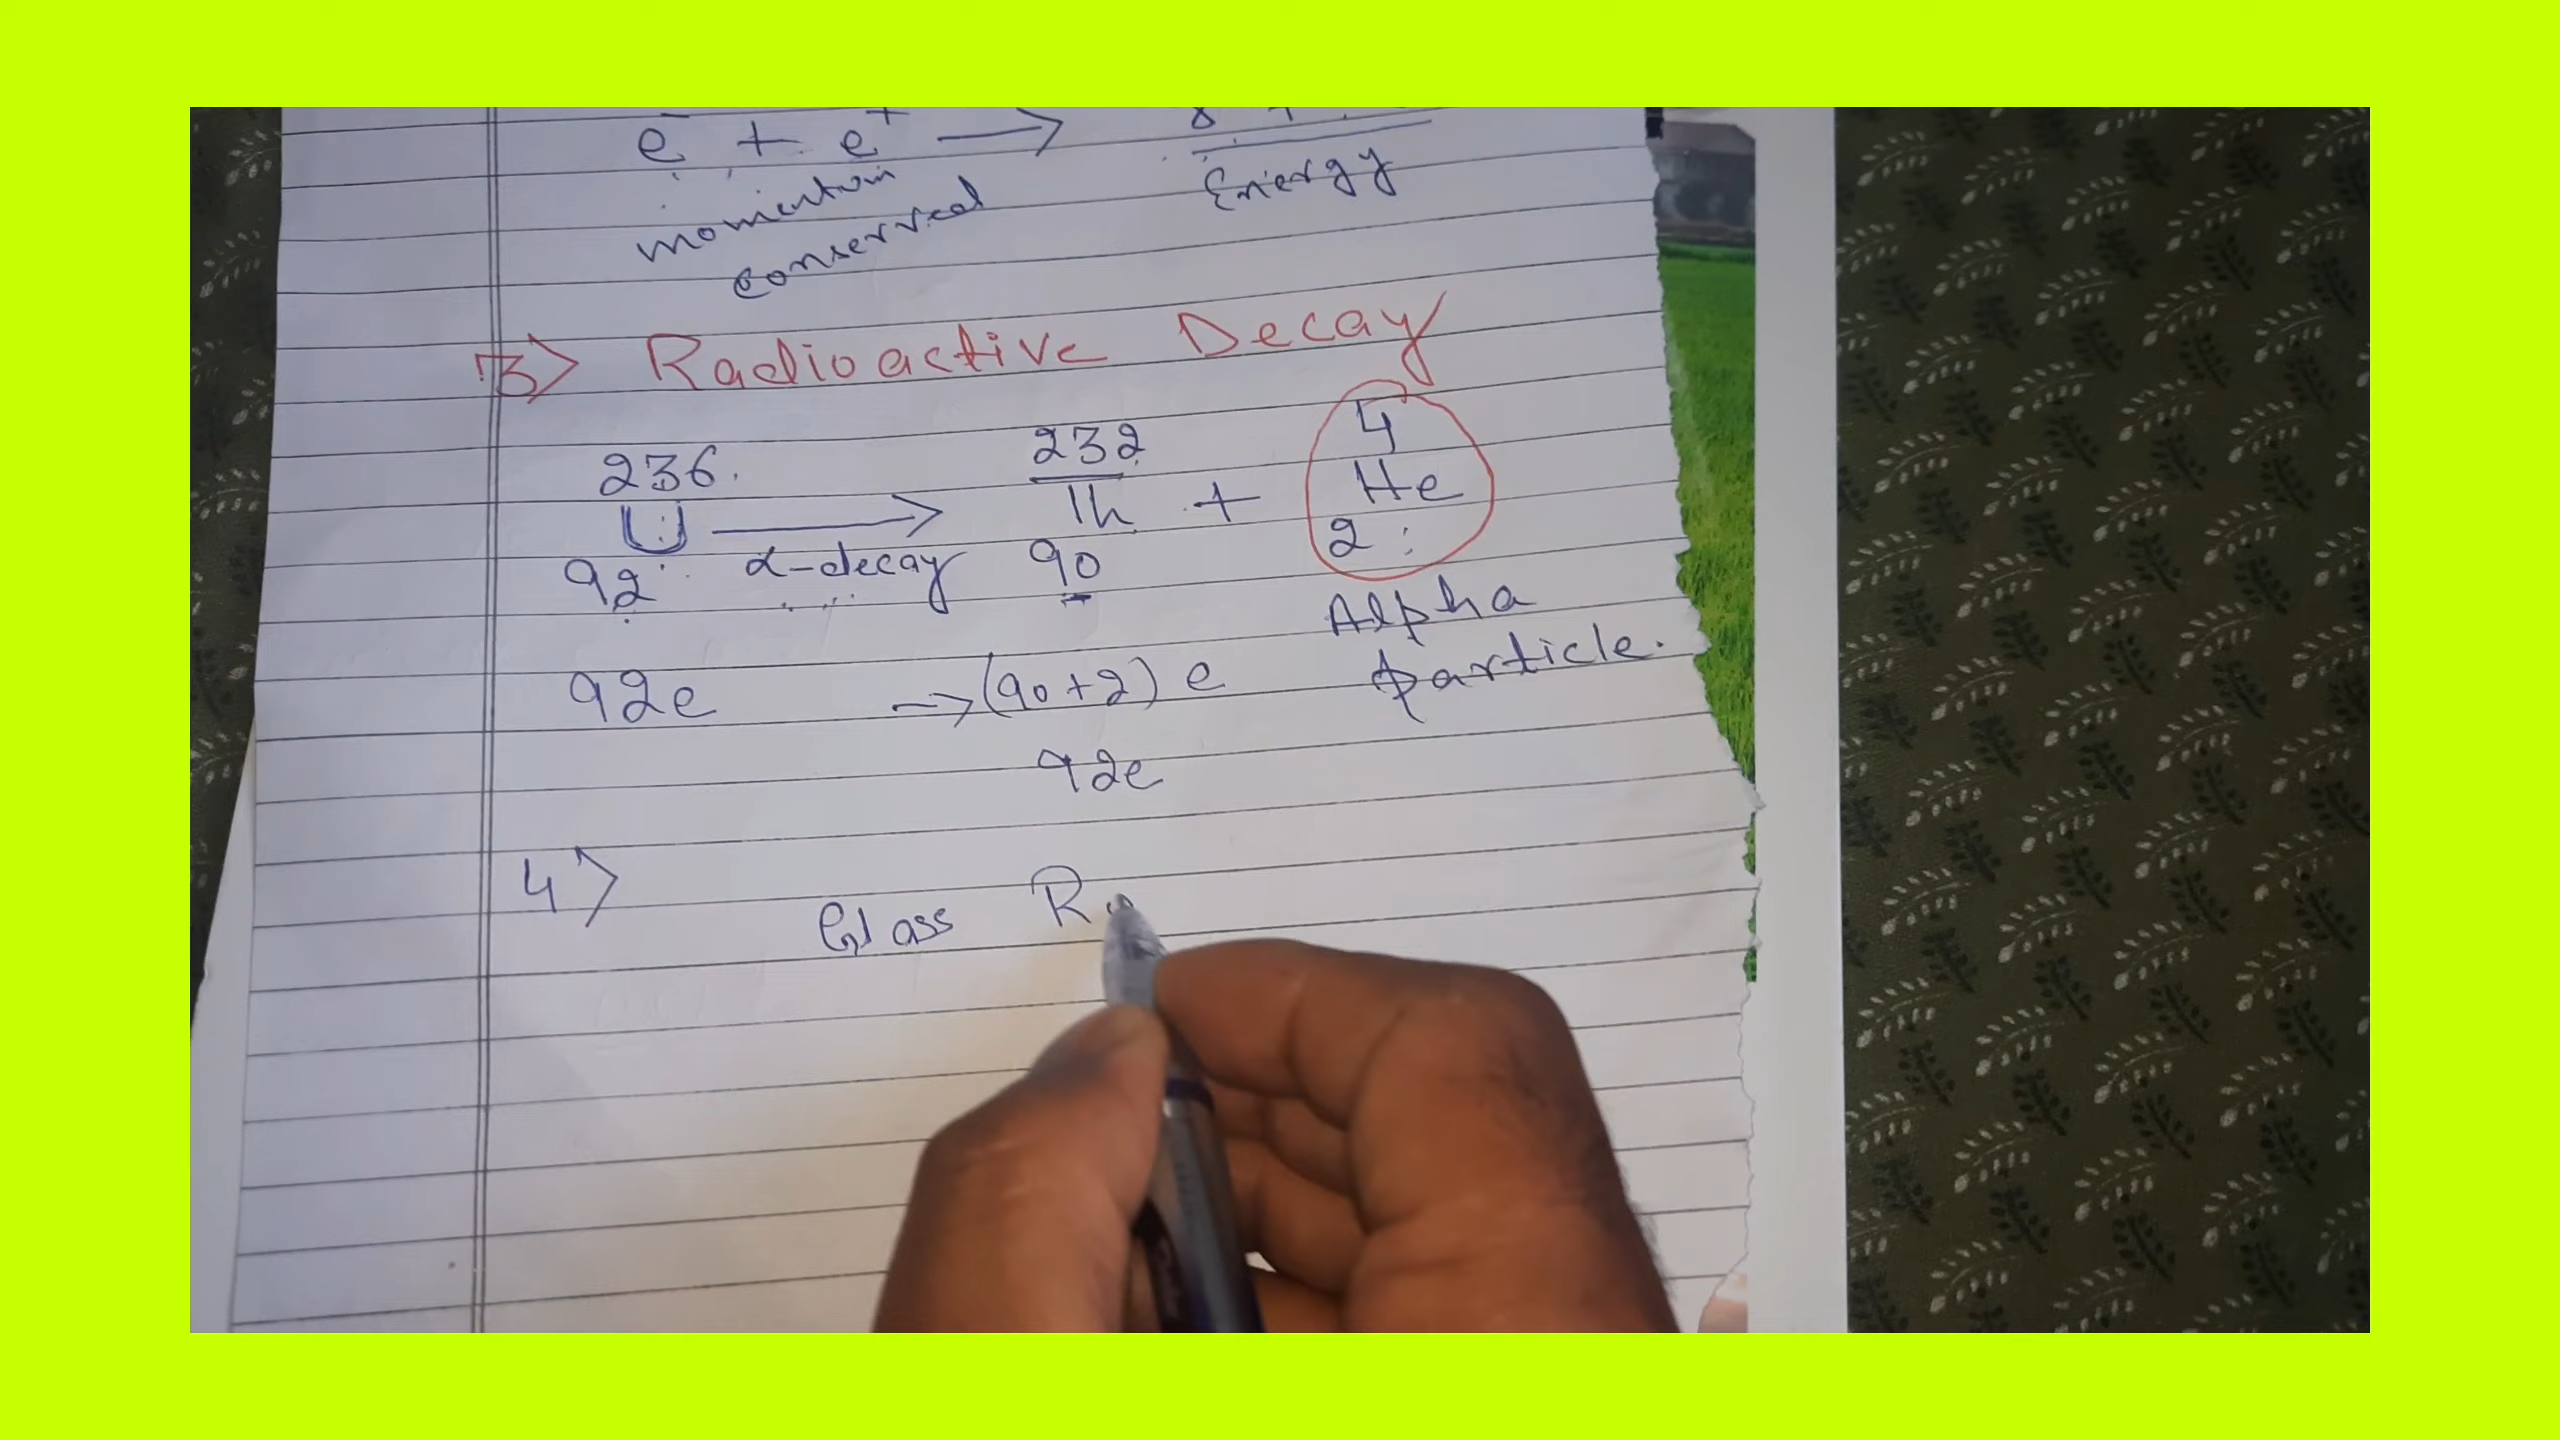 e⁻ + e⁺ →
Energy
momentum
conserved
3> Radioactive Decay
236. 232 4
U → Th + He
92 α-decay 90 2
Alpha
particle.
92e → (90+2) e
92e
4>
Glass R